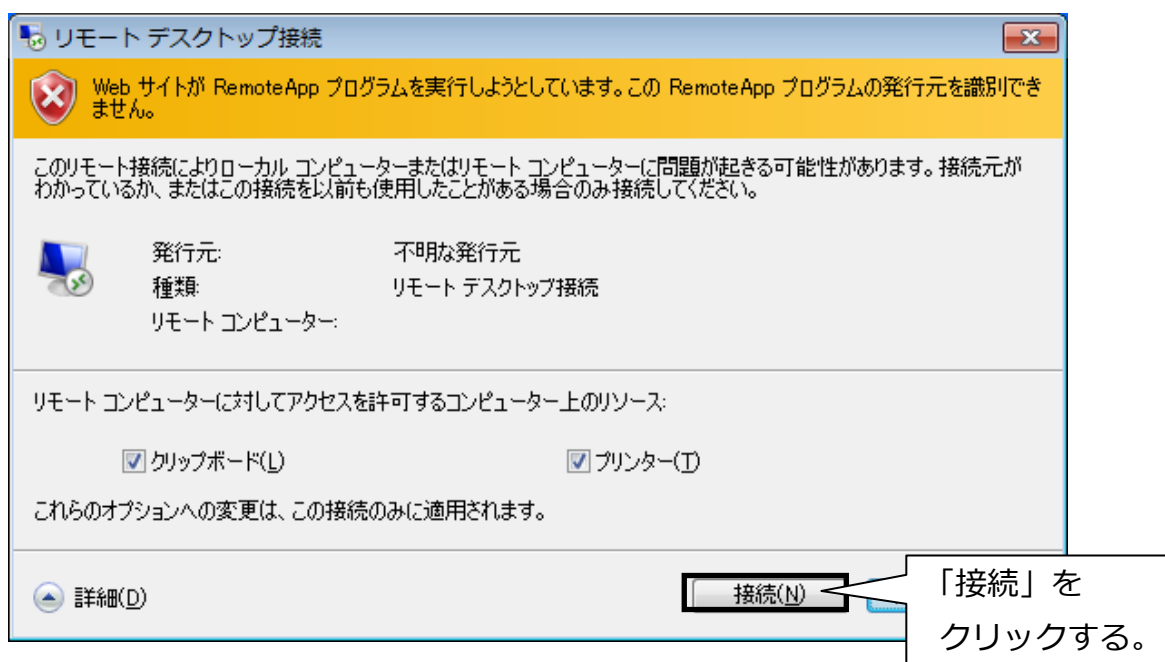 リモート デスクトップ接続
Web サイトが RemoteApp プログラムを実行しようとしています。この RemoteApp プログラムの発行元を識別でき
ません。
このリモート接続によりローカル コンピューターまたはリモート コンピューターに問題が起きる可能性があります。接続元が
わかっているか、またはこの接続を以前も使用したことがある場合のみ接続してください。
発行元: 不明な発行元
種類: リモート デスクトップ接続
リモート コンピューター:
リモート コンピューターに対してアクセスを許可するコンピューター上のリソース:
クリップボード(L) プリンター(T)
これらのオプションへの変更は、この接続のみに適用されます。
詳細(D) 接続(N)
「接続」を
クリックする。